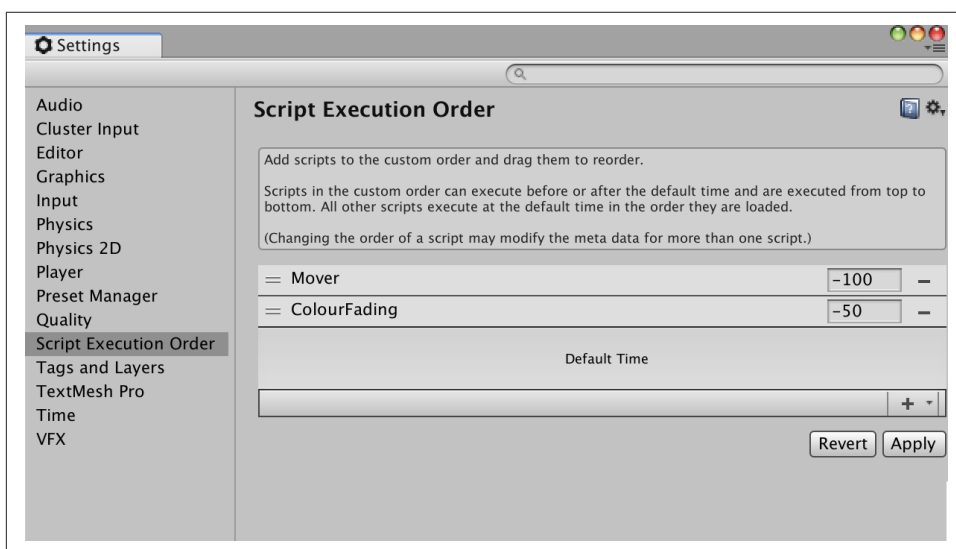 Settings
Audio
Cluster Input
Editor
Graphics
Input
Physics
Physics 2D
Player
Preset Manager
Quality
Script Execution Order
Tags and Layers
TextMesh Pro
Time
VFX
Script Execution Order
Add scripts to the custom order and drag them to reorder.
Scripts in the custom order can execute before or after the default time and are executed from top to
bottom. All other scripts execute at the default time in the order they are loaded.
(Changing the order of a script may modify the meta data for more than one script.)
Mover -100
ColourFading -50
Default Time
Revert Apply